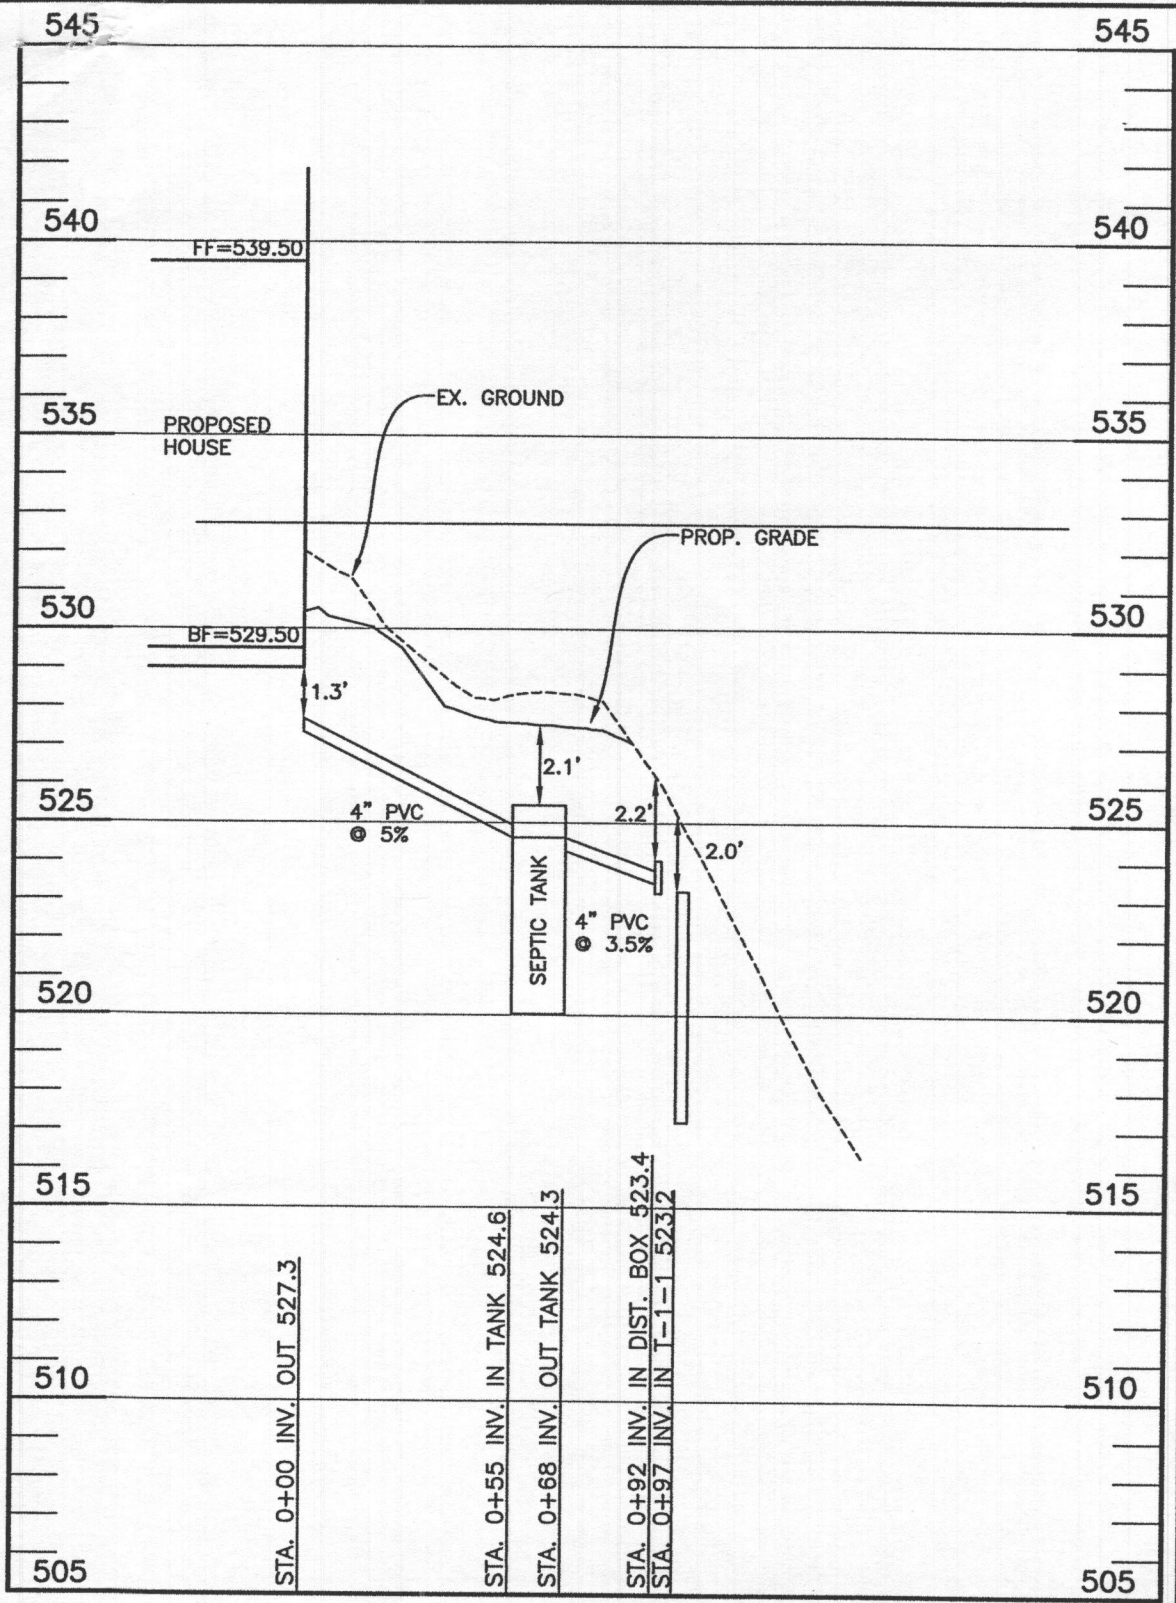 545 545
540 540
FF=539.50
EX. GROUND
535 535
PROPOSED
HOUSE
PROP. GRADE
530 530
BF=529.50
1.3'
2.1'
525 525
4" PVC
@ 5%
2.2'
2.0'
SEPTIC TANK
4" PVC
@ 3.5%
520 520
515 515
510 510
505 505
STA. 0+00 INV. OUT 527.3
STA. 0+55 INV. IN TANK 524.6
STA. 0+68 INV. OUT TANK 524.3
STA. 0+92 INV. IN DIST. BOX 523.4
STA. 0+97 INV. IN T-1-1 523.2